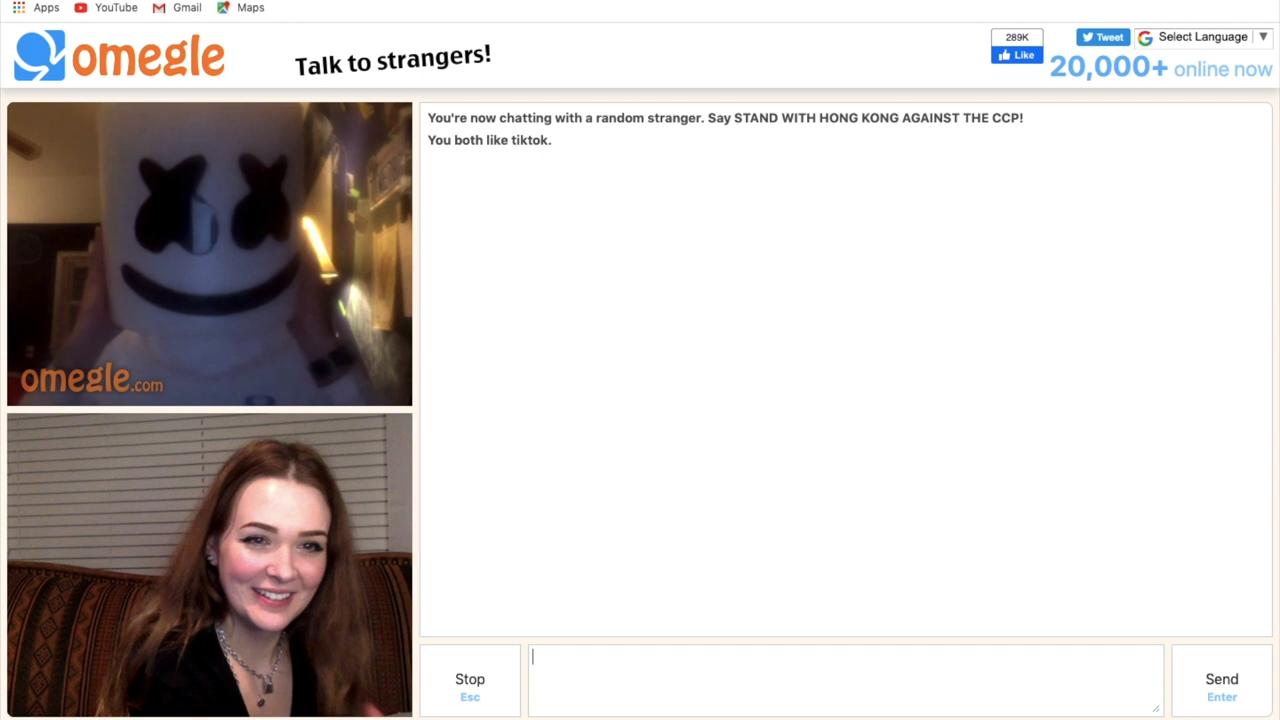 Apps YouTube Gmail Maps
omegle Talk to strangers!
289K
Like
Tweet
Select Language ▼
20,000+ online now
You're now chatting with a random stranger. Say STAND WITH HONG KONG AGAINST THE CCP!
You both like tiktok.
omegle.com
Stop
Esc
Send
Enter